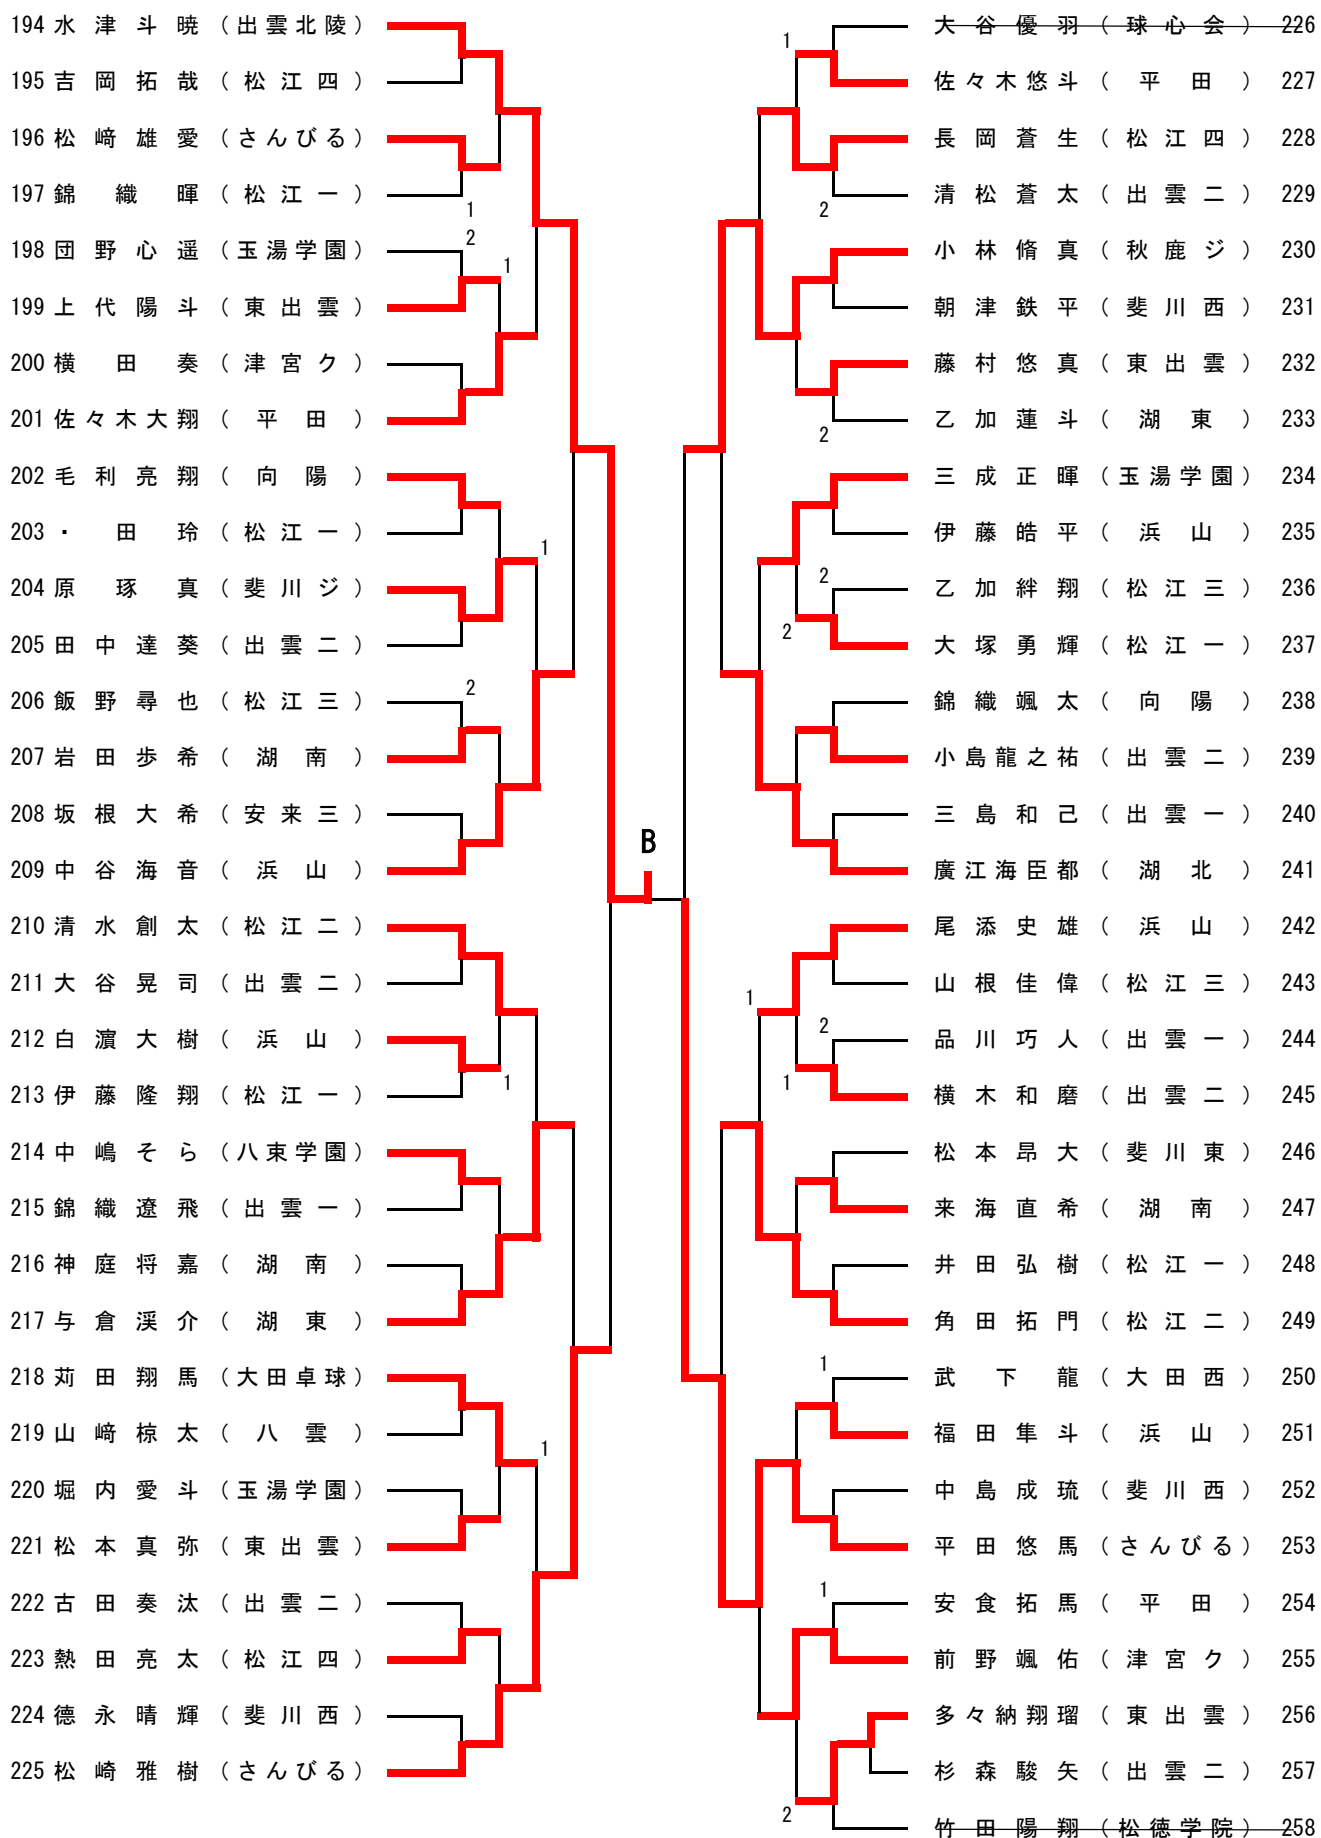 194 水津斗暁（出雲北陵）
195 吉岡拓哉（松江四）
196 松﨑雄愛（さんびる）
197 錦織暉（松江一）
1
198 団野心遥（玉湯学園）
2
1
199 上代陽斗（東出雲）
200 横田奏（津宮ク）
201 佐々木大翔（平田）
202 毛利亮翔（向陽）
203 ・田玲（松江一）
1
204 原琢真（斐川ジ）
205 田中達葵（出雲二）
206 飯野尋也（松江三）
2
207 岩田歩希（湖南）
208 坂根大希（安来三）
209 中谷海音（浜山）
210 清水創太（松江二）
211 大谷晃司（出雲二）
212 白濵大樹（浜山）
1
213 伊藤隆翔（松江一）
214 中嶋そら（八束学園）
215 錦織遼飛（出雲一）
216 神庭将嘉（湖南）
217 与倉渓介（湖東）
218 苅田翔馬（大田卓球）
219 山﨑椋太（八雲）
1
220 堀内愛斗（玉湯学園）
221 松本真弥（東出雲）
222 古田奏汰（出雲二）
223 熱田亮太（松江四）
224 德永晴輝（斐川西）
225 松崎雅樹（さんびる）
B
大谷優羽（球心会）226
1
佐々木悠斗（平田）227
長岡蒼生（松江四）228
清松蒼太（出雲二）229
2
小林脩真（秋鹿ジ）230
朝津鉄平（斐川西）231
藤村悠真（東出雲）232
乙加蓮斗（湖東）233
2
三成正暉（玉湯学園）234
伊藤皓平（浜山）235
2
乙加絆翔（松江三）236
2
大塚勇輝（松江一）237
錦織颯太（向陽）238
小島龍之祐（出雲二）239
三島和己（出雲一）240
廣江海臣都（湖北）241
尾添史雄（浜山）242
山根佳偉（松江三）243
1
2
品川巧人（出雲一）244
1
横木和磨（出雲二）245
松本昂大（斐川東）246
来海直希（湖南）247
井田弘樹（松江一）248
角田拓門（松江二）249
1
武下龍（大田西）250
福田隼斗（浜山）251
中島成琉（斐川西）252
平田悠馬（さんびる）253
1
安食拓馬（平田）254
前野颯佑（津宮ク）255
多々納翔瑠（東出雲）256
杉森駿矢（出雲二）257
2
竹田陽翔（松徳学院）258